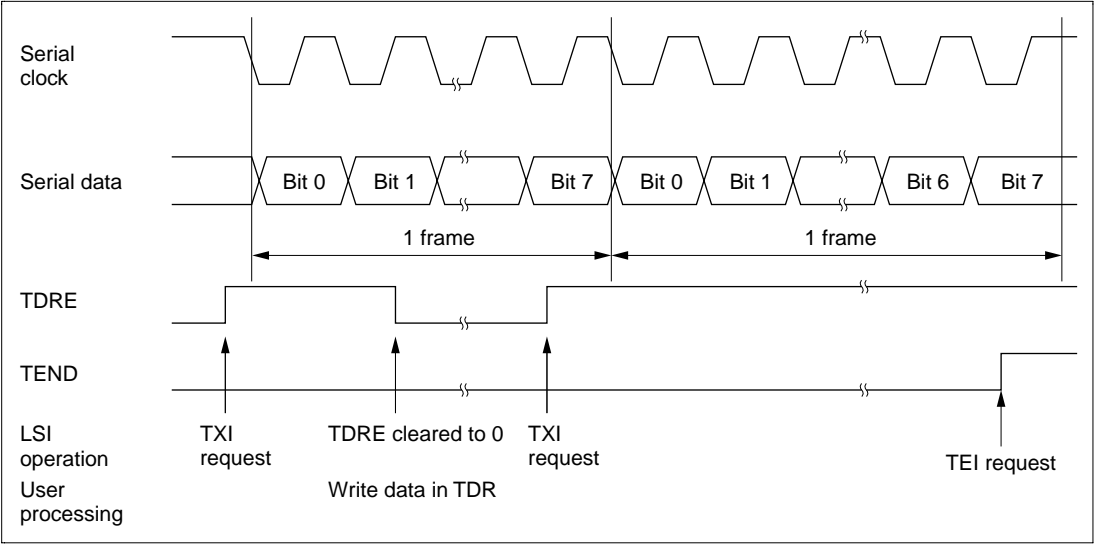 Serial
clock
Serial data
Bit 0
Bit 1
Bit 7
Bit 0
Bit 1
Bit 6
Bit 7
1 frame
1 frame
TDRE
TEND
LSI
operation
TXI
request
TDRE cleared to 0
TXI
request
TEI request
User
processing
Write data in TDR